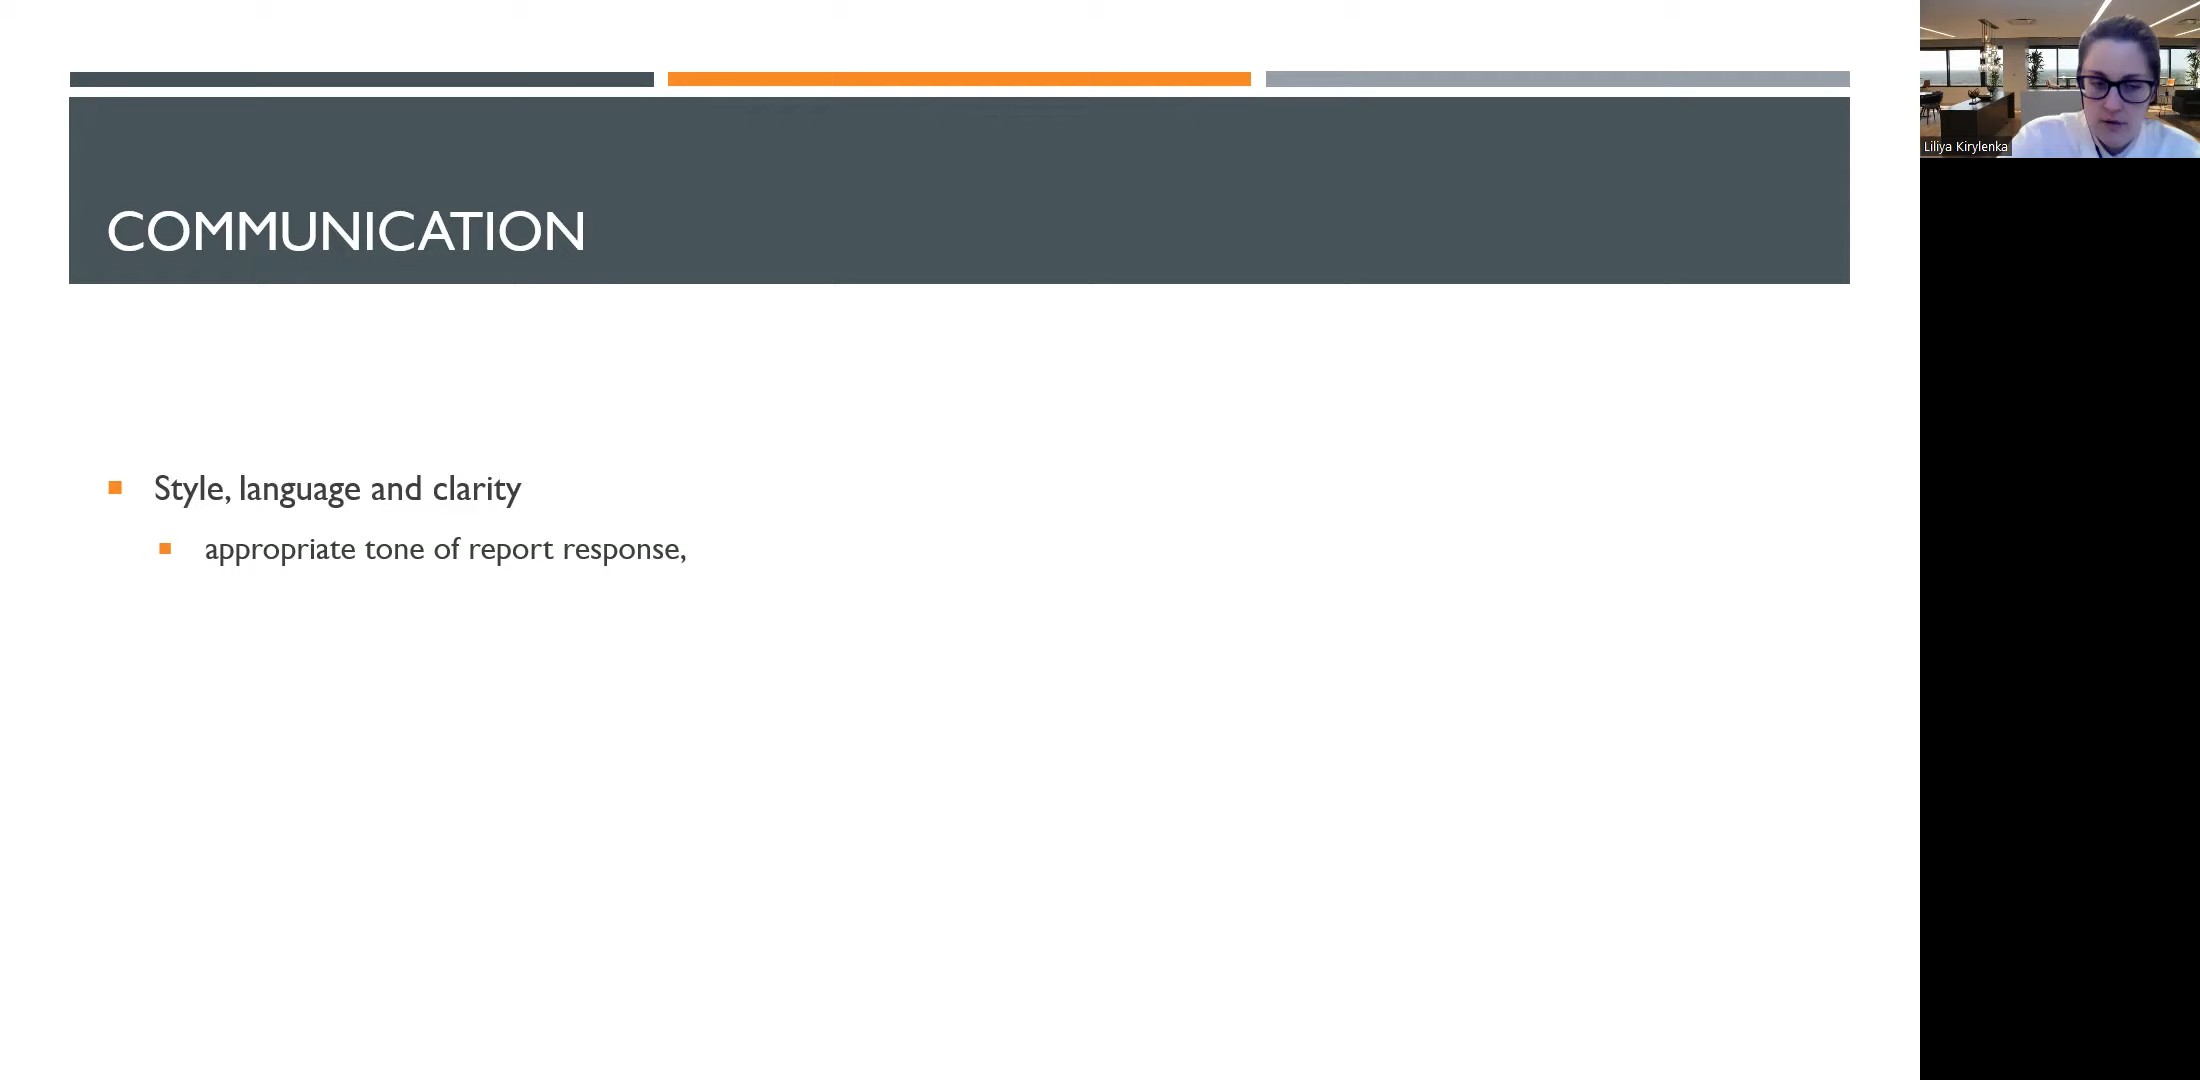 COMMUNICATION
Style, language and clarity
appropriate tone of report response,
Liliya Kirylenka